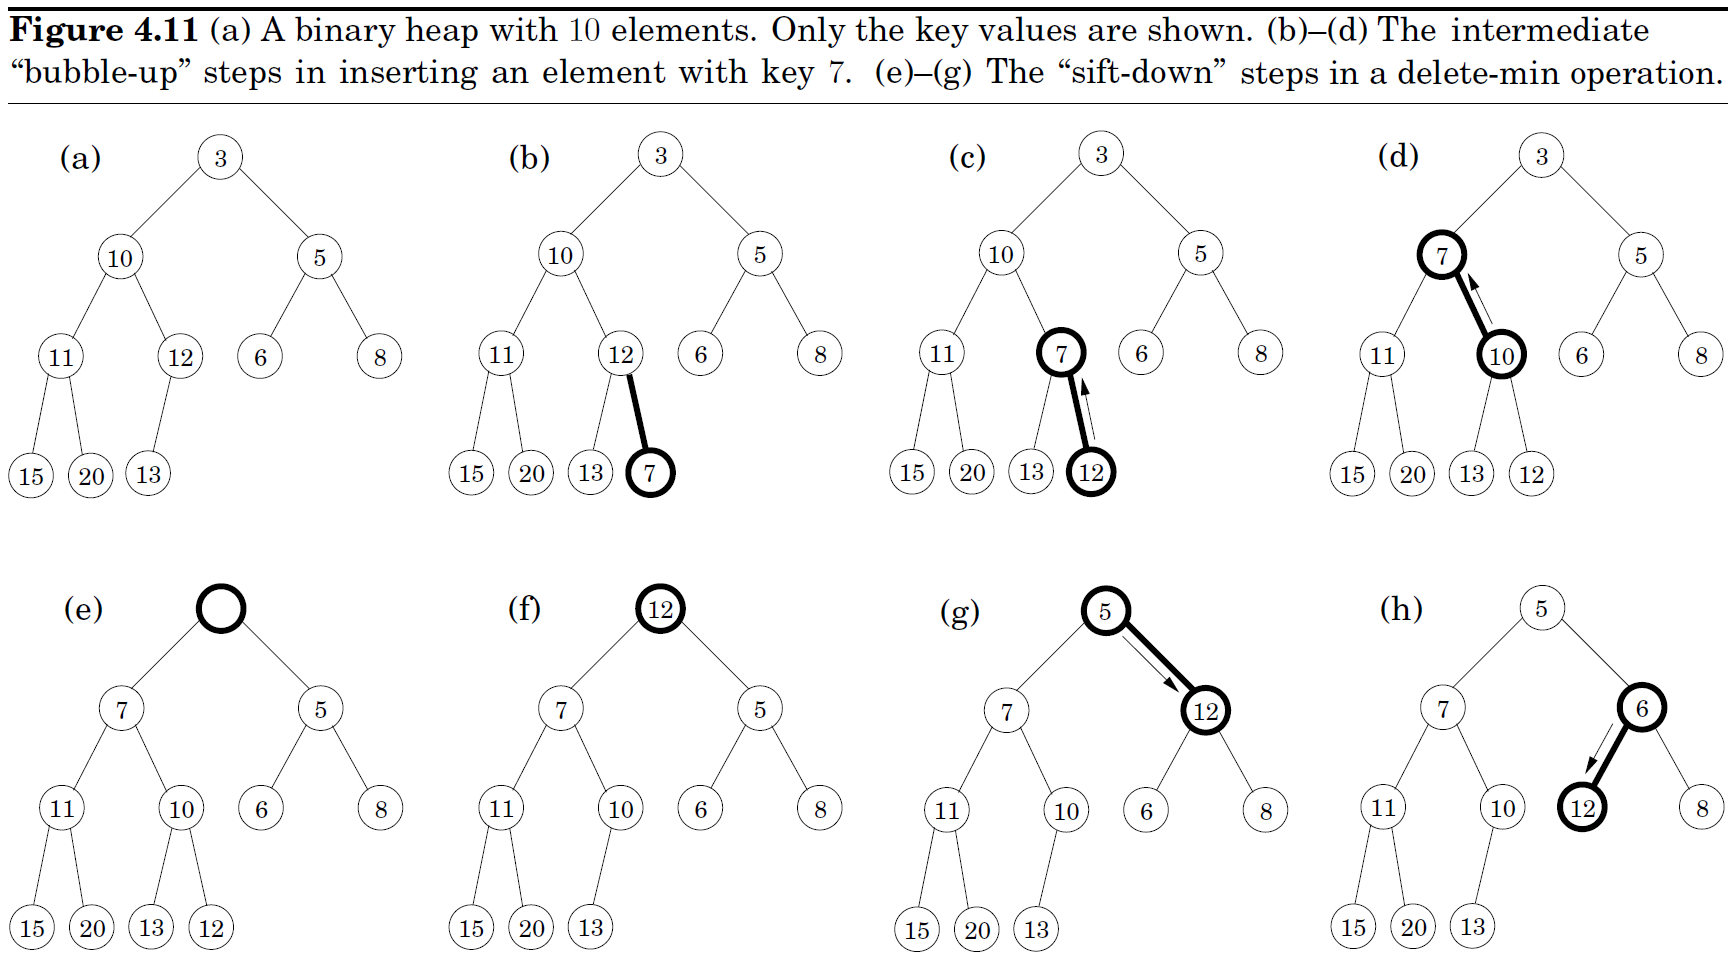 Figure 4.11 (a) A binary heap with 10 elements. Only the key values are shown. (b)–(d) The intermediate
“bubble-up” steps in inserting an element with key 7. (e)–(g) The “sift-down” steps in a delete-min operation.
(a)
3
10 5
11 12 6 8
15 20 13
(b)
3
10 5
11 12 6 8
15 20 13 7
(c)
3
10 5
11 7 6 8
15 20 13 12
(d)
3
7 5
11 10 6 8
15 20 13 12
(e)
7 5
11 10 6 8
15 20 13 12
(f)
12
7 5
11 10 6 8
15 20 13
(g)
5
7 12
11 10 6 8
15 20 13
(h)
5
7 6
11 10 12 8
15 20 13